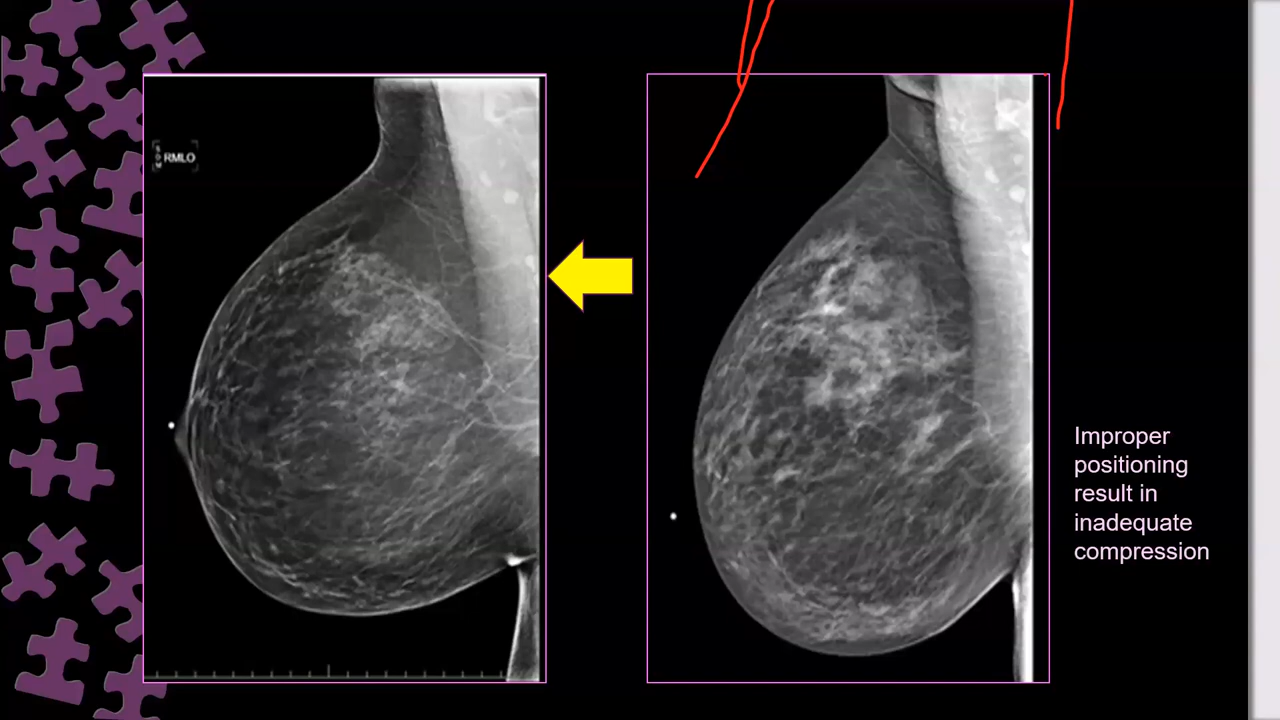 RMLO
Improper
positioning
result in
inadequate
compression